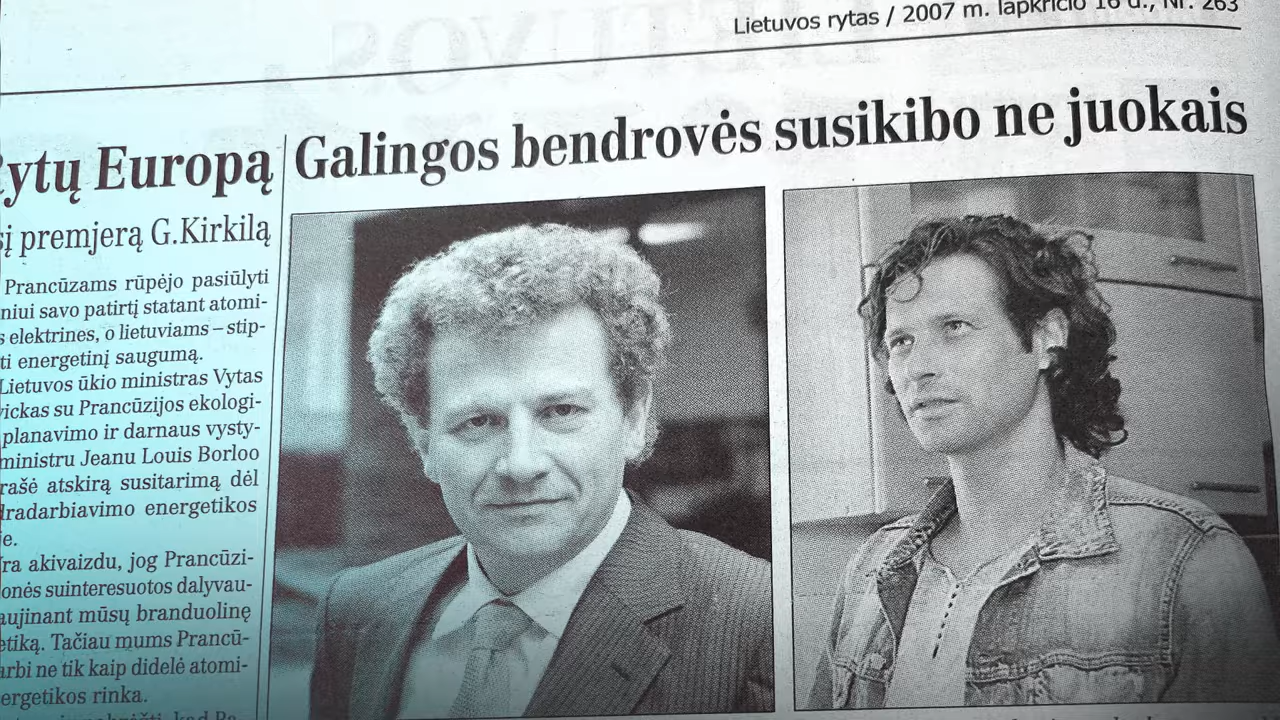 Lietuvos rytas / 2007 m. lapkričio 16 d., Nr. 263
Rytų Europą
premjerą G.Kirkilą
Prancūzams rūpėjo pasiūlyti
niui savo patirtį statant atomi-
s elektrines, o lietuviams – stip-
ti energetinį saugumą.
Lietuvos ūkio ministras Vytas
vickas su Prancūzijos ekologi-
planavimo ir darnaus vysty-
ministru Jeanu Louis Borloo
rašė atskirą susitarimą dėl
dradarbiavimo energetikos
je.
Yra akivaizdu, jog Prancūzi-
onės suinteresuotos dalyvau-
aujinant mūsų branduolinę
etiką. Tačiau mums Prancū-
arbi ne tik kaip didelė atomi-
ergetikos rinka.
Galingos bendrovės susikibo ne juokais